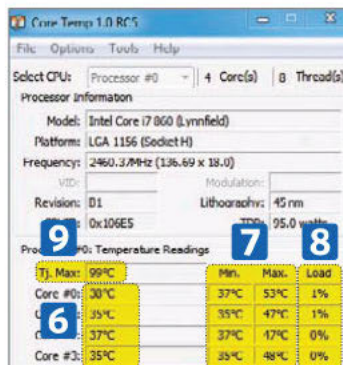 Core Temp 1.0 RC5
File Options Tools Help
Select CPU: Processor #0 4 Core(s) 8 Thread(s)
Processor Information
Model: Intel Core i7 860 (Lynnfield)
Platform: LGA 1156 (Socket H)
Frequency: 2460.37MHz (136.69 x 18.0)
VID: Modulation:
Revision: B1 Lithography: 45 nm
0x106E5 TDP: 95.0 watts
9 #0: Temperature Readings 7 8
Tj. Max: 99°C Min. Max. Load
Core #0: 38°C 37°C 53°C 1%
6 35°C 35°C 47°C 1%
37°C 37°C 47°C 0%
Core #3: 35°C 35°C 48°C 0%